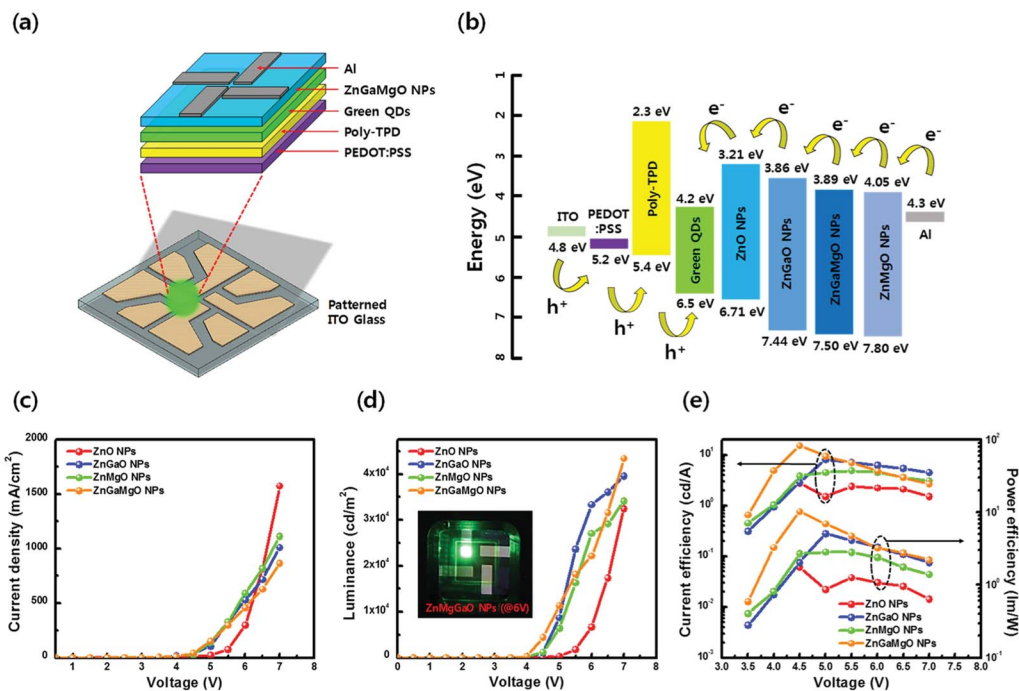 (a)
Al
ZnGaMgO NPs
Green QDs
Poly-TPD
PEDOT:PSS
Patterned
ITO Glass
(b)
Energy (eV)
1
2
3
4
5
6
7
8
ITO
4.8 eV
PEDOT
:PSS
5.2 eV
2.3 eV
Poly-TPD
5.4 eV
4.2 eV
Green QDs
6.5 eV
3.21 eV
ZnO NPs
6.71 eV
3.86 eV
ZnGaO NPs
7.44 eV
3.89 eV
ZnGaMgO NPs
7.50 eV
4.05 eV
ZnMgO NPs
7.80 eV
4.3 eV
Al
e-
e-
e-
e-
e-
h+
h+
h+
(c)
Current density (mA/cm²)
2000
1500
1000
500
0
ZnO NPs
ZnGaO NPs
ZnMgO NPs
ZnGaMgO NPs
0 1 2 3 4 5 6 7 8
Voltage (V)
(d)
Luminance (cd/m²)
4x10⁴
3x10⁴
2x10⁴
1x10⁴
0
ZnO NPs
ZnGaO NPs
ZnMgO NPs
ZnGaMgO NPs
ZnMgGaO NPs (@6V)
0 1 2 3 4 5 6 7 8
Voltage (V)
(e)
Current efficiency (cd/A)
10¹
10⁰
10⁻¹
10⁻²
10⁻³
ZnO NPs
ZnGaO NPs
ZnMgO NPs
ZnGaMgO NPs
3.0 3.5 4.0 4.5 5.0 5.5 6.0 6.5 7.0 7.5 8.0
Voltage (V)
10²
10¹
10⁰
10⁻¹
Power efficiency (lm/W)